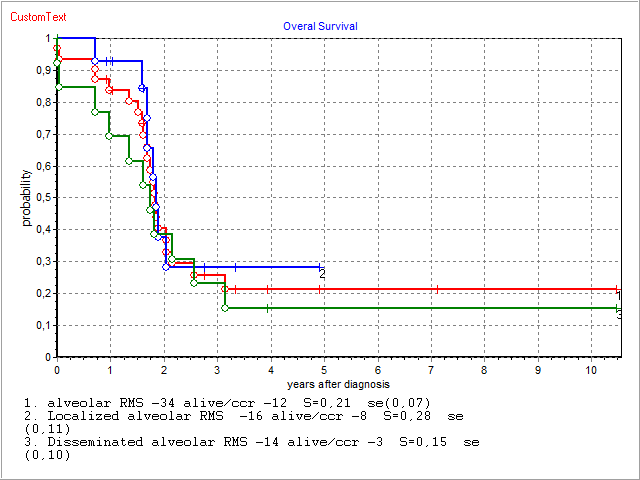 CustomText
Overal Survival
1
0,9
0,8
0,7
0,6
0,5
0,4
0,3
0,2
0,1
0
probability
0 1 2 3 4 5 6 7 8 9 10
years after diagnosis
2
1
3
1. alveolar RMS -34 alive/ccr -12 S=0,21 se(0,07)
2. Localized alveolar RMS -16 alive/ccr -8 S=0,28 se
(0,11)
3. Disseminated alveolar RMS -14 alive/ccr -3 S=0,15 se
(0,10)